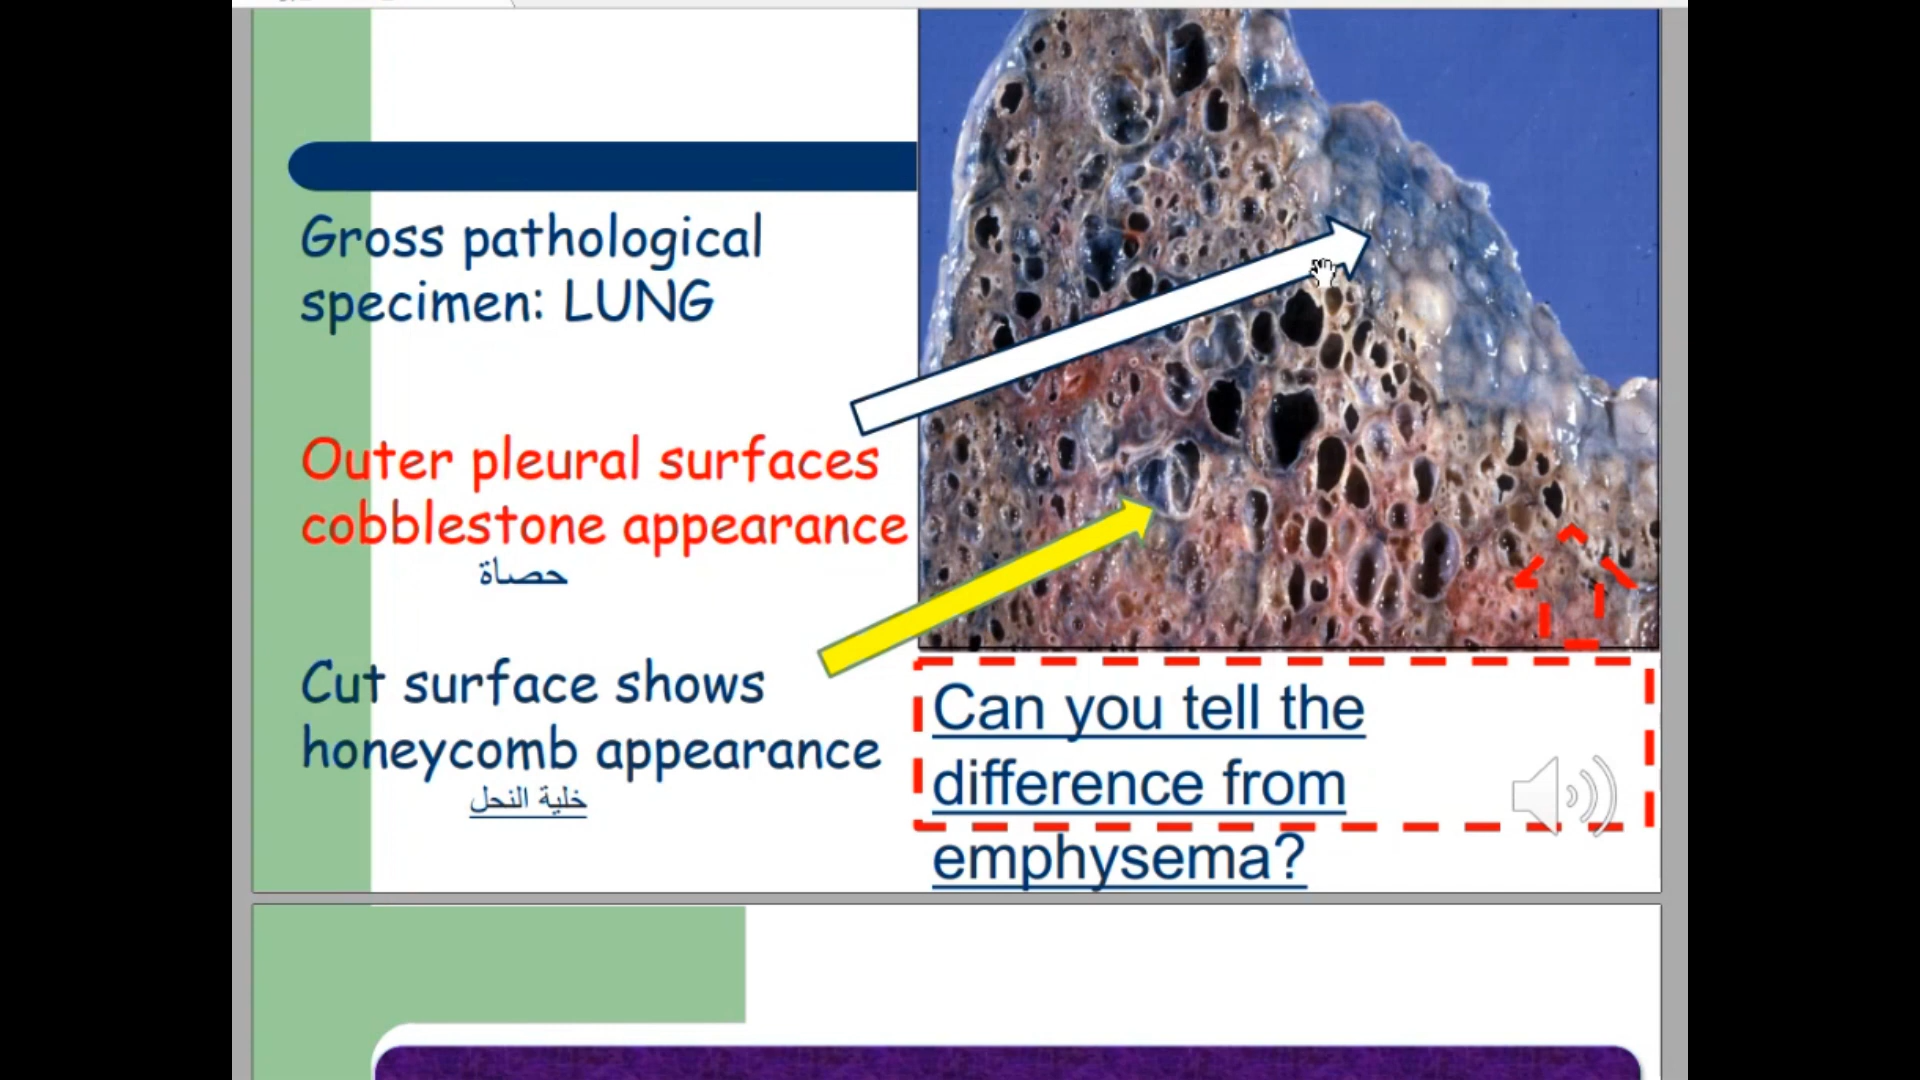 Gross pathological
specimen: LUNG
Outer pleural surfaces
cobblestone appearance
حصاة
Cut surface shows
honeycomb appearance
خلية النحل
Can you tell the
difference from
emphysema?